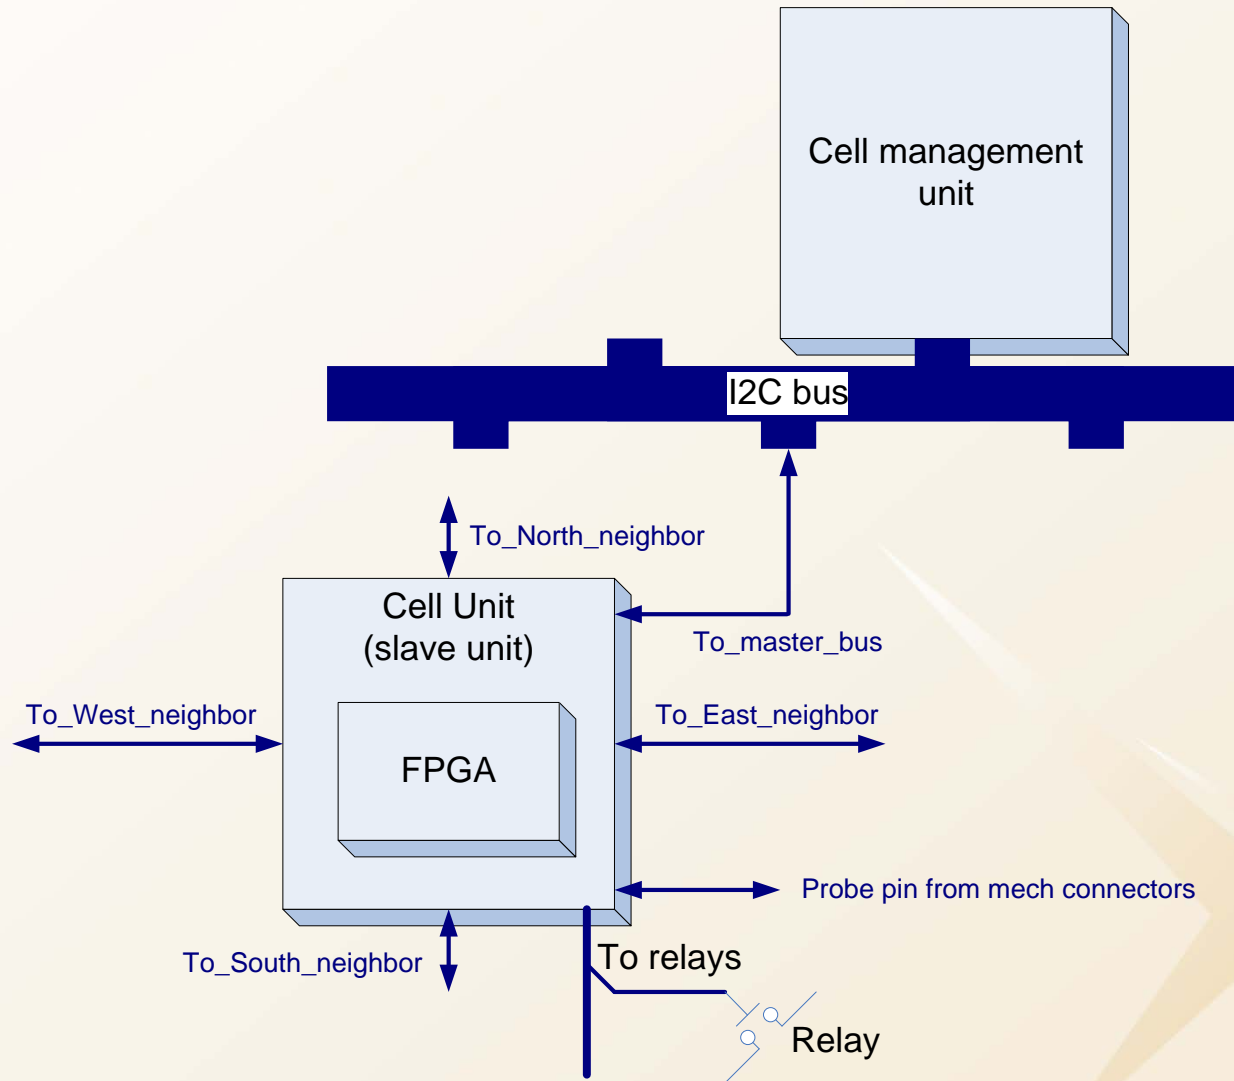 Cell management
unit
I2C bus
To_North_neighbor
Cell Unit
(slave unit)
To_master_bus
To_West_neighbor
To_East_neighbor
FPGA
Probe pin from mech connectors
To_South_neighbor
To relays
Relay